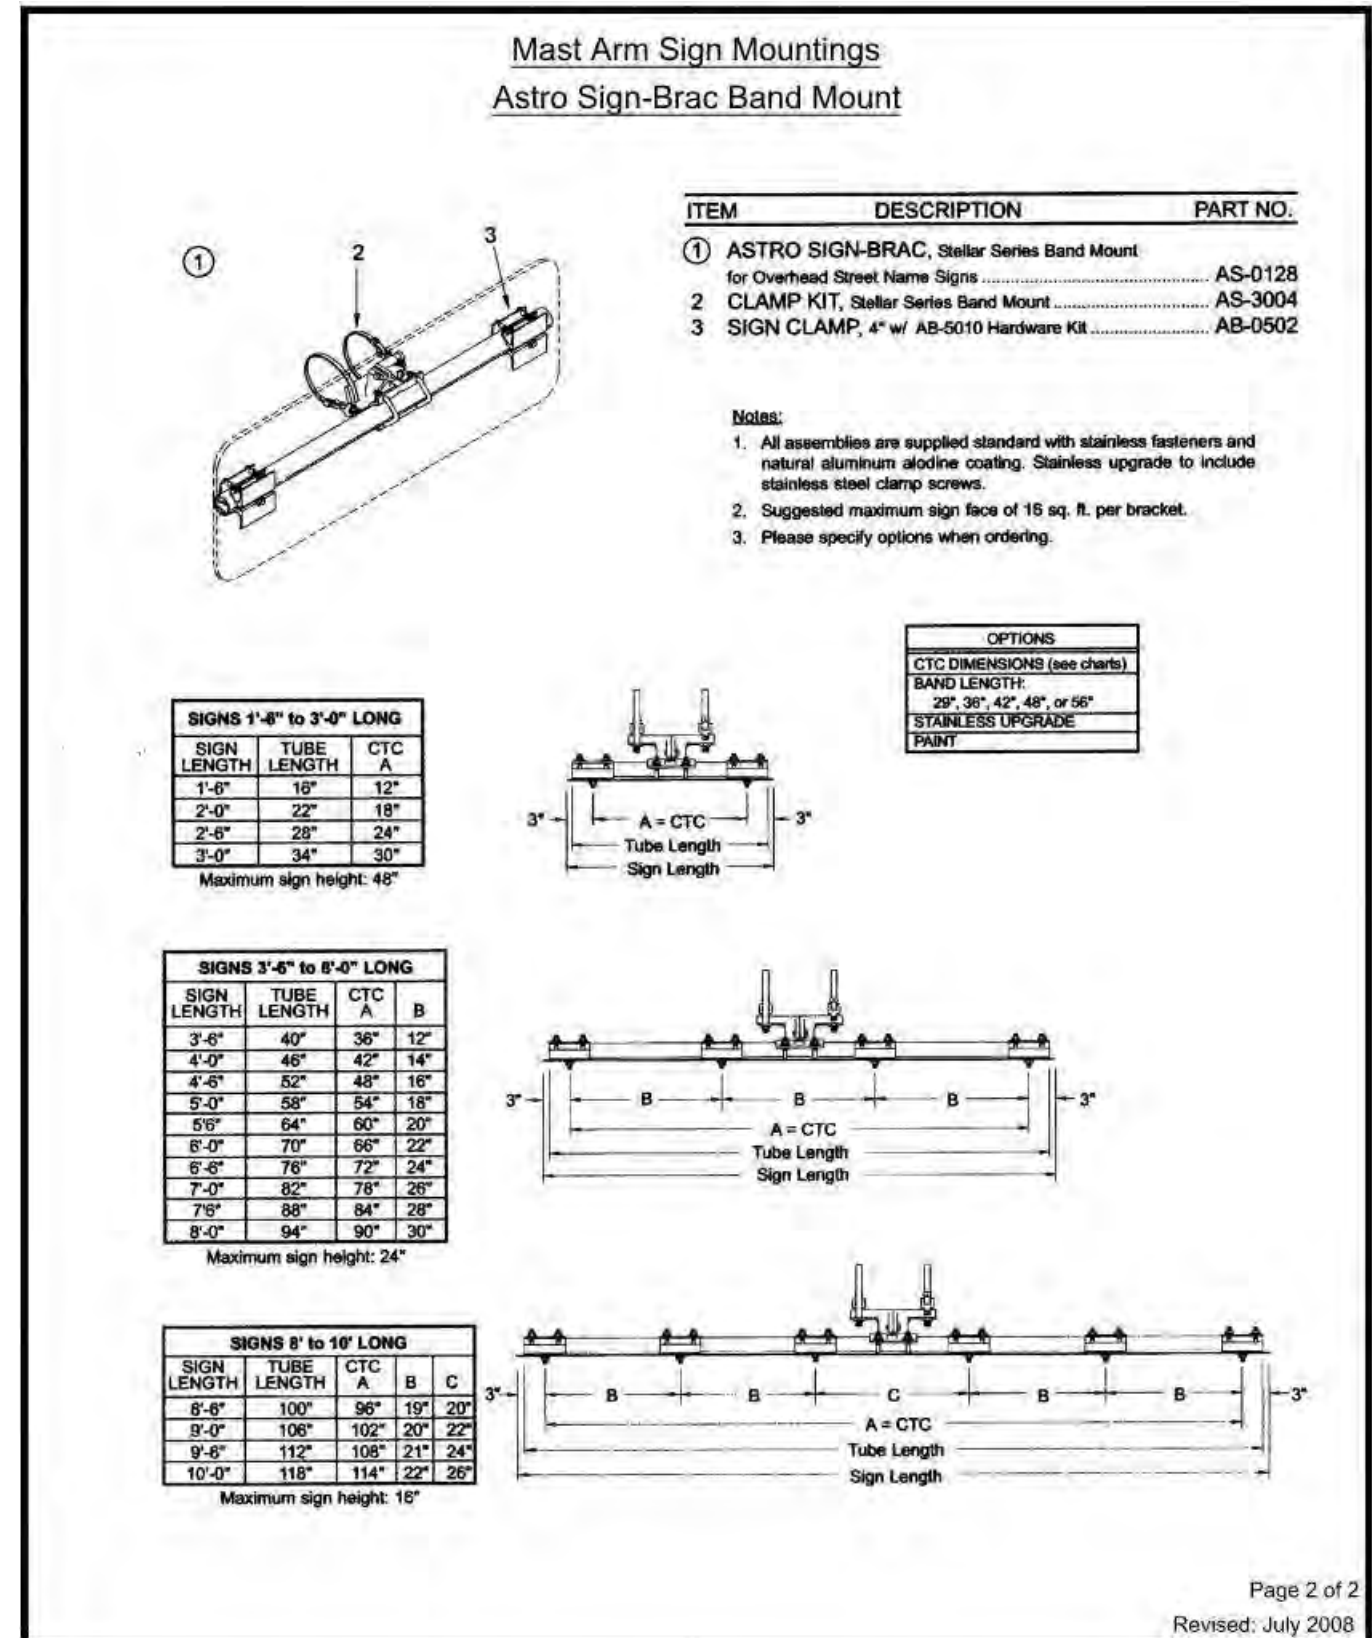 Mast Arm Sign Mountings
Astro Sign-Brac Band Mount
ITEM DESCRIPTION PART NO.
① ASTRO SIGN-BRAC, Stellar Series Band Mount
for Overhead Street Name Signs ........ AS-0128
2 CLAMP KIT, Stellar Series Band Mount ........ AS-3004
3 SIGN CLAMP, 4" w/ AB-5010 Hardware Kit ........ AB-0502
① 2 3
Notes:
1. All assemblies are supplied standard with stainless fasteners and
natural aluminum alodine coating. Stainless upgrade to include
stainless steel clamp screws.
2. Suggested maximum sign face of 16 sq. ft. per bracket.
3. Please specify options when ordering.
OPTIONS
CTC DIMENSIONS (see charts)
BAND LENGTH:
29", 36", 42", 48", or 56"
STAINLESS UPGRADE
PAINT
SIGNS 1'-6" to 3'-0" LONG
SIGN TUBE CTC
LENGTH LENGTH A
1'-6" 16" 12"
2'-0" 22" 18"
2'-6" 28" 24"
3'-0" 34" 30"
Maximum sign height: 48"
3" A = CTC 3"
Tube Length
Sign Length
SIGNS 3'-6" to 8'-0" LONG
SIGN TUBE CTC
LENGTH LENGTH A B
3'-6" 40" 36" 12"
4'-0" 46" 42" 14"
4'-6" 52" 48" 16"
5'-0" 58" 54" 18"
5'6" 64" 60" 20"
6'-0" 70" 66" 22"
6'-6" 76" 72" 24"
7'-0" 82" 78" 26"
7'6" 88" 84" 28"
8'-0" 94" 90" 30"
Maximum sign height: 24"
3" B B B 3"
A = CTC
Tube Length
Sign Length
SIGNS 8' to 10' LONG
SIGN TUBE CTC
LENGTH LENGTH A B C
8'-6" 100" 96" 19" 20"
9'-0" 106" 102" 20" 22"
9'-6" 112" 108" 21" 24"
10'-0" 118" 114" 22" 26"
Maximum sign height: 16"
3" B B C B B 3"
A = CTC
Tube Length
Sign Length
Page 2 of 2
Revised: July 2008